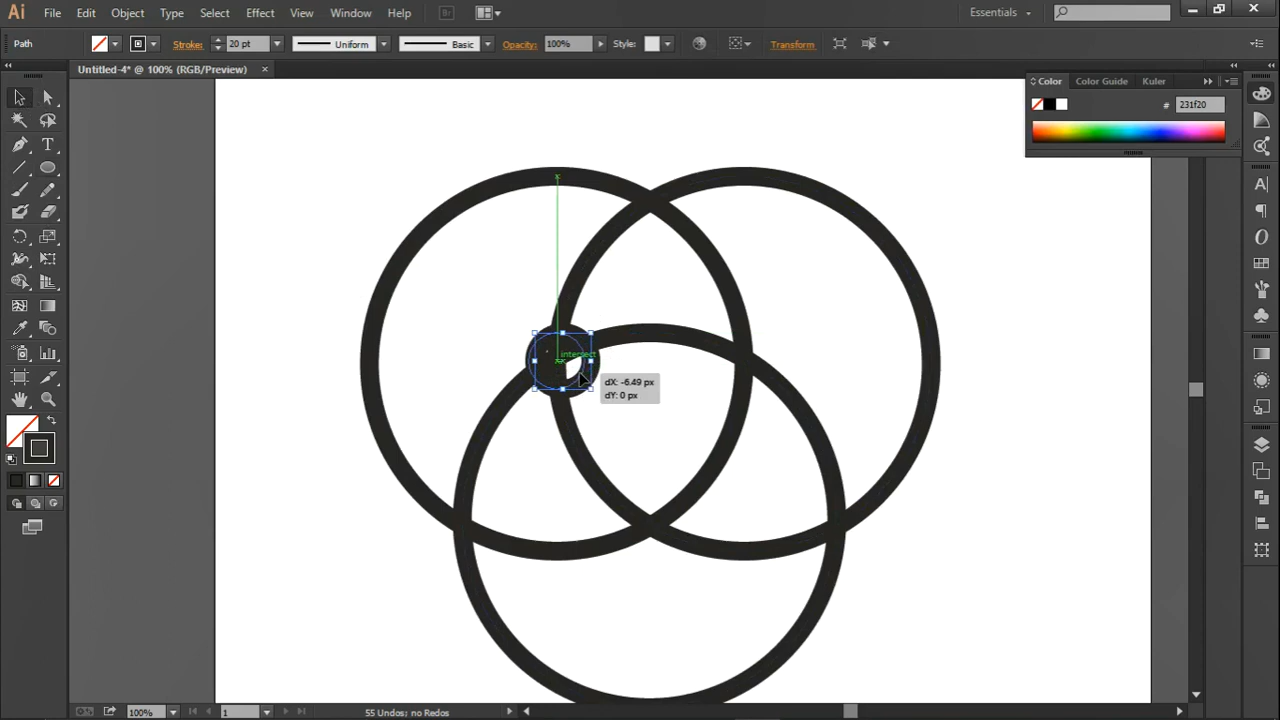 Ai File Edit Object Type Select Effect View Window Help Br Essentials
Path Stroke: 20 pt Uniform Basic Opacity: 100% Style: Transform
Untitled-4* @ 100% (RGB/Preview) ×
Color Color Guide Kuler
# 231f20
intersect
dX: -6.49 px
dY: 0 px
100% 1 55 Undos; no Redos